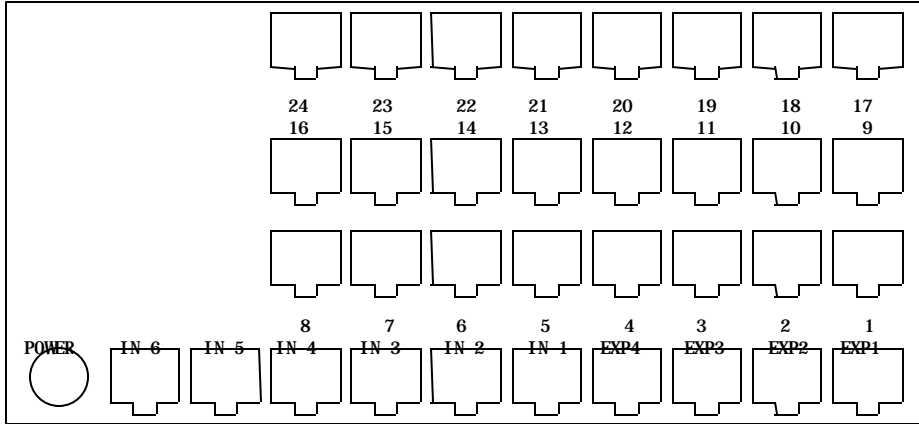 24 23 22 21 20 19 18 17
16 15 14 13 12 11 10 9
8 7 6 5 4 3 2 1
POWER IN 6 IN 5 IN 4 IN 3 IN 2 IN 1 EXP4 EXP3 EXP2 EXP1